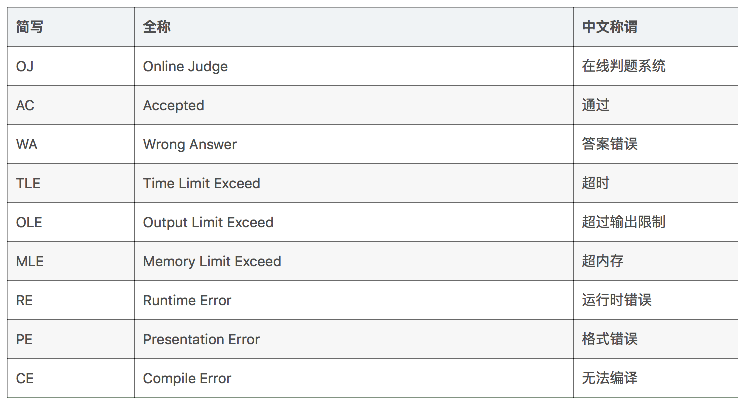 简写 全称 中文称谓
OJ Online Judge 在线判题系统
AC Accepted 通过
WA Wrong Answer 答案错误
TLE Time Limit Exceed 超时
OLE Output Limit Exceed 超过输出限制
MLE Memory Limit Exceed 超内存
RE Runtime Error 运行时错误
PE Presentation Error 格式错误
CE Compile Error 无法编译